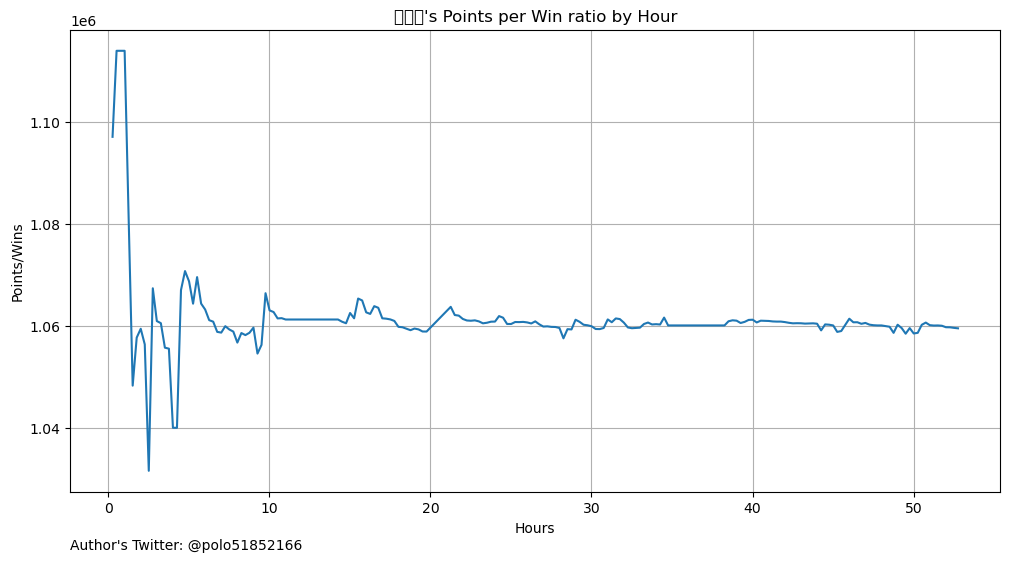 's Points per Win ratio by Hour
1e6
1.10
1.08
1.06
1.04
Points/Wins
0 10 20 30 40 50
Hours
Author's Twitter: @polo51852166